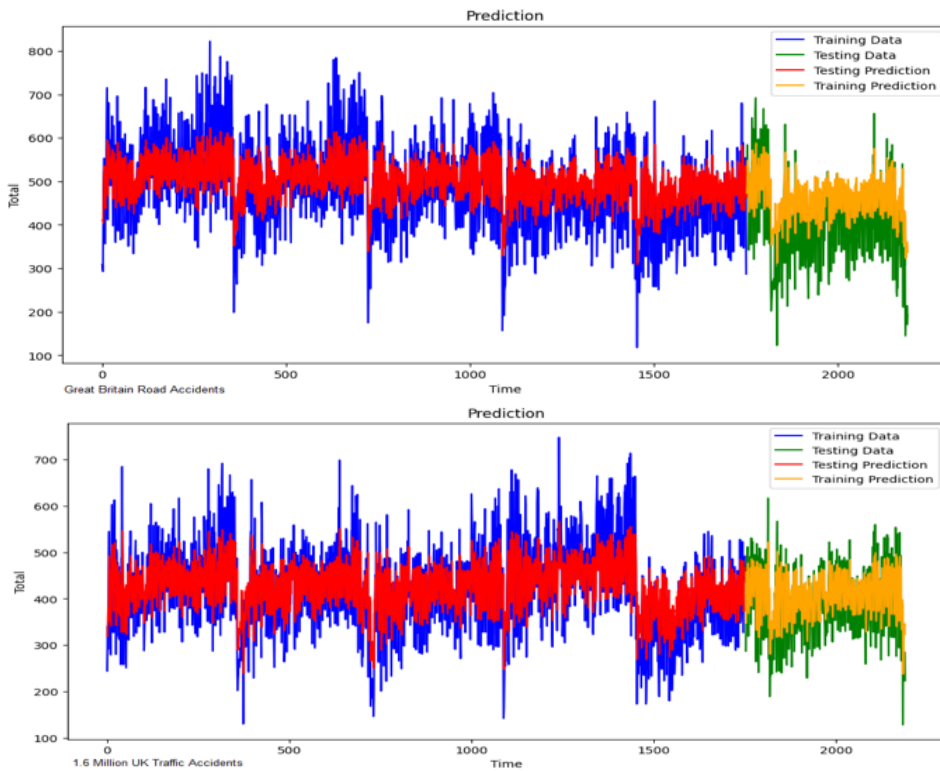 Prediction
800
700
600
500
400
300
200
100
Total
Training Data
Testing Data
Testing Prediction
Training Prediction
0 500 1000 1500 2000
Time
Great Britain Road Accidents
Prediction
700
600
500
400
300
200
100
Total
Training Data
Testing Data
Testing Prediction
Training Prediction
0 500 1000 1500 2000
Time
1.6 Million UK Traffic Accidents